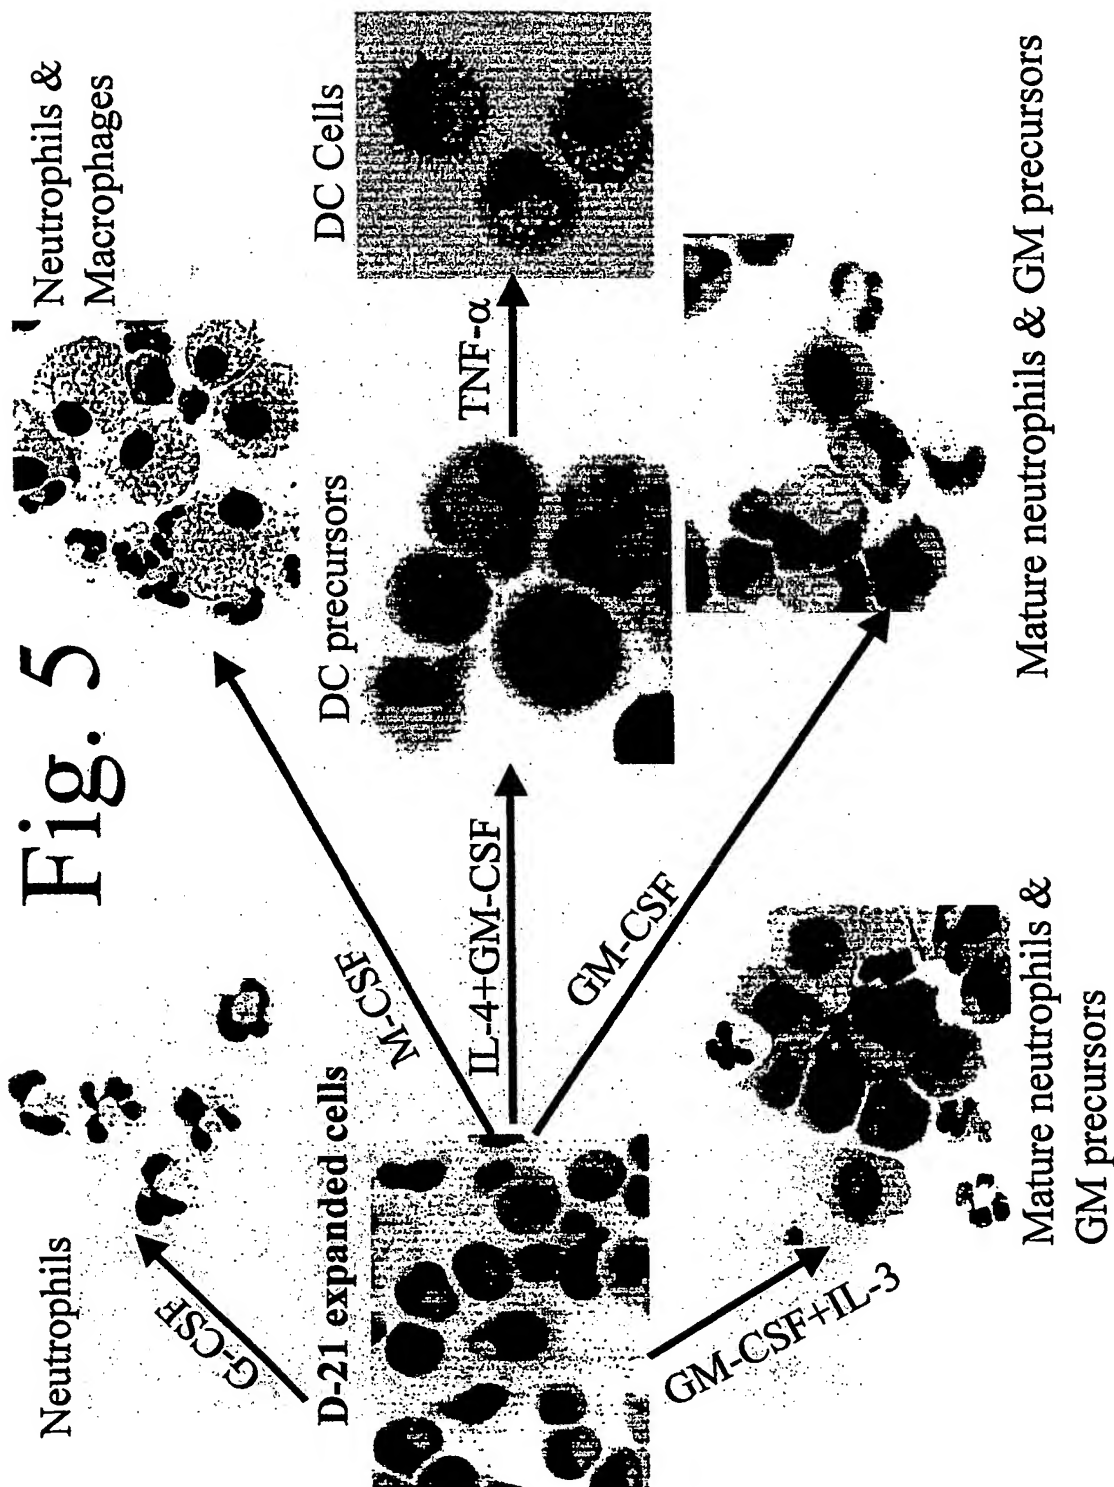 Fig. 5
Neutrophils
G-CSF
D-21 expanded cells
M-CSF
Neutrophils &
Macrophages
IL-4+GM-CSF
DC precursors
TNF-α
DC Cells
GM-CSF
Mature neutrophils & GM precursors
GM-CSF+IL-3
Mature neutrophils &
GM precursors